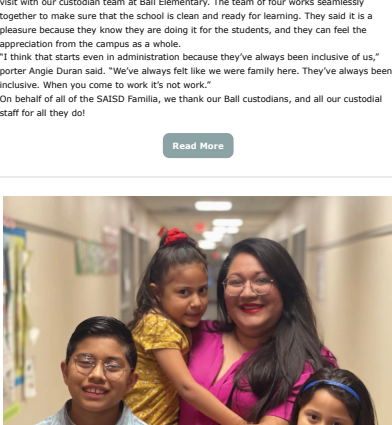 visit with our custodian team at Ball Elementary. The team of four works seamlessly
together to make sure that the school is clean and ready for learning. They said it is a
pleasure because they know they are doing it for the students, and they can feel the
appreciation from the campus as a whole.
“I think that starts even in administration because they’ve always been inclusive of us,”
porter Angie Duran said. “We’ve always felt like we were family here. They’ve always been
inclusive. When you come to work it’s not work.”
On behalf of all of the SAISD Familia, we thank our Ball custodians, and all our custodial
staff for all they do!
Read More